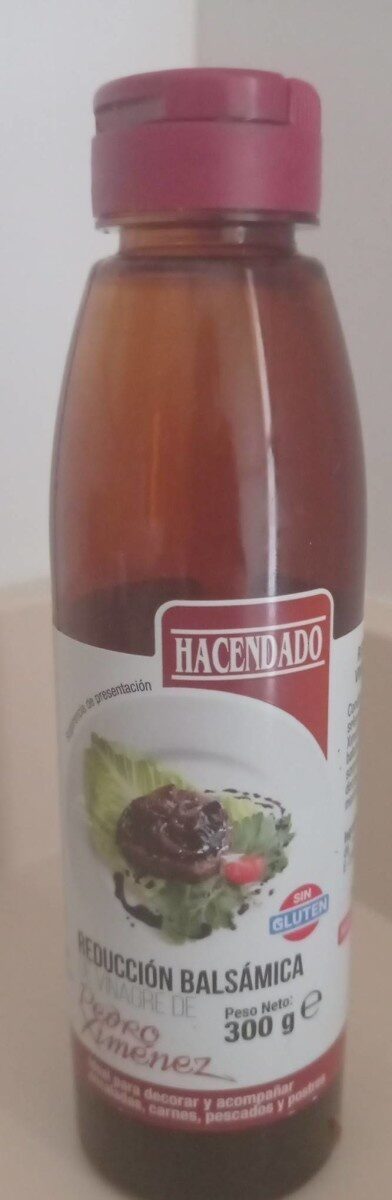 HACENDADO
Sugerencia de presentación
SIN
GLUTEN
REDUCCIÓN BALSÁMICA
DE VINAGRE DE
Pedro
Ximénez
Peso Neto:
300 g e
Ideal para decorar y acompañar
ensaladas, carnes, pescados y postres